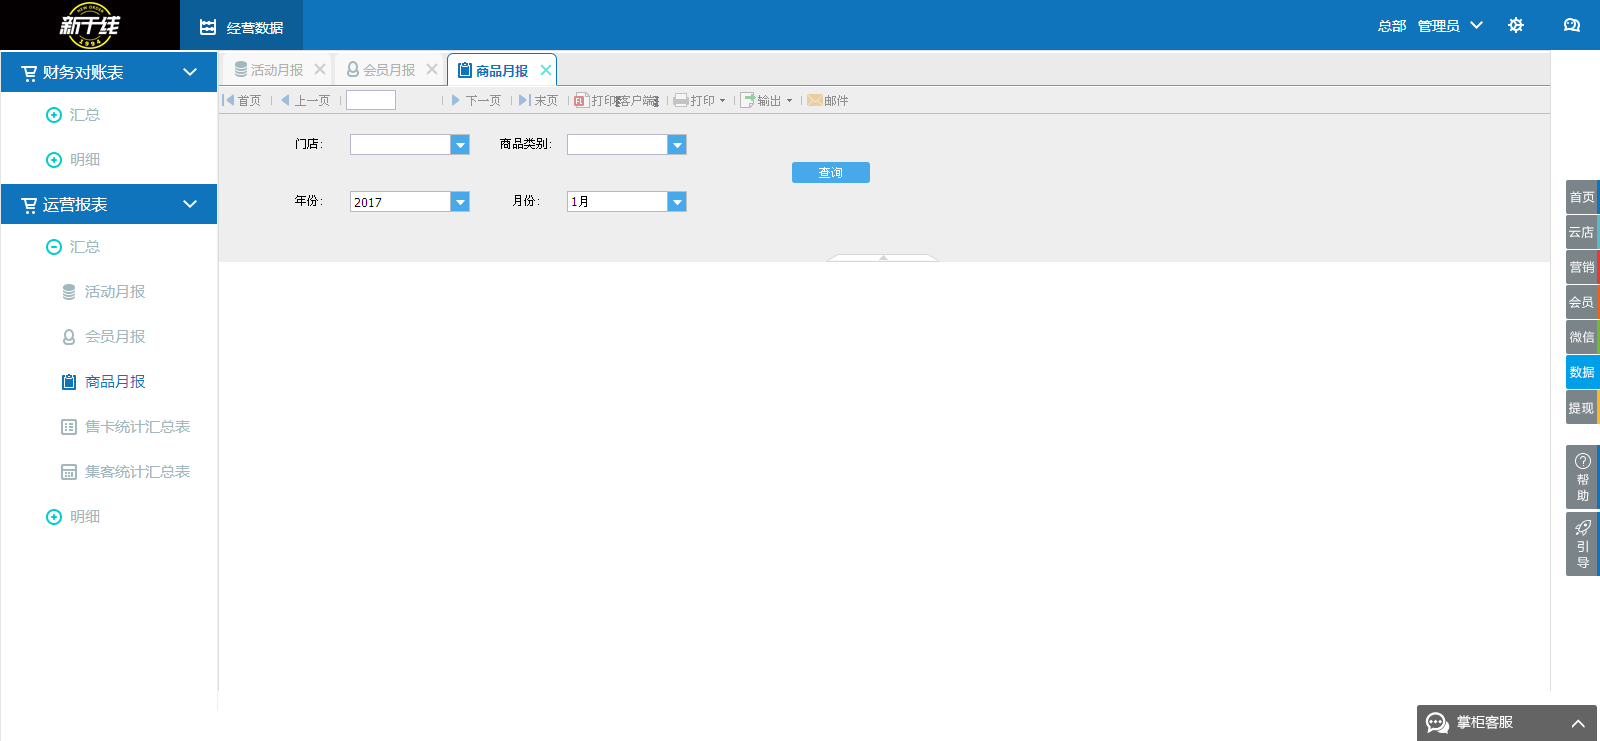 新干线
NEW ORDER
1994
经营数据
总部 管理员
财务对账表
汇总
明细
运营报表
汇总
活动月报
会员月报
商品月报
售卡统计汇总表
集客统计汇总表
明细
活动月报
会员月报
商品月报
首页
上一页
下一页
末页
打印[客户端]
打印
输出
邮件
门店:
商品类别:
查询
年份: 2017
月份: 1月
首页
云店
营销
会员
微信
数据
提现
帮助
引导
掌柜客服